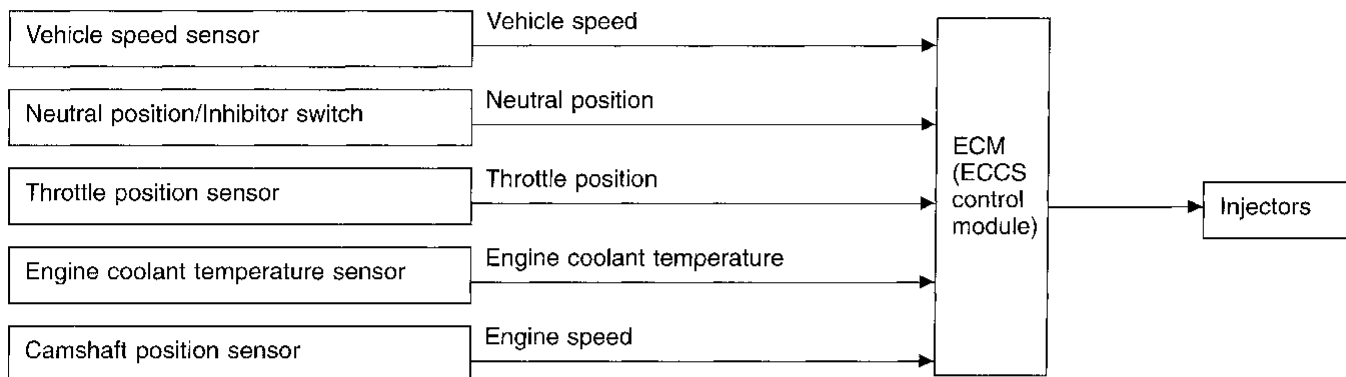 Vehicle speed sensor
Vehicle speed
Neutral position/Inhibitor switch
Neutral position
Throttle position sensor
Throttle position
Engine coolant temperature sensor
Engine coolant temperature
Camshaft position sensor
Engine speed
ECM
(ECCS
control
module)
Injectors